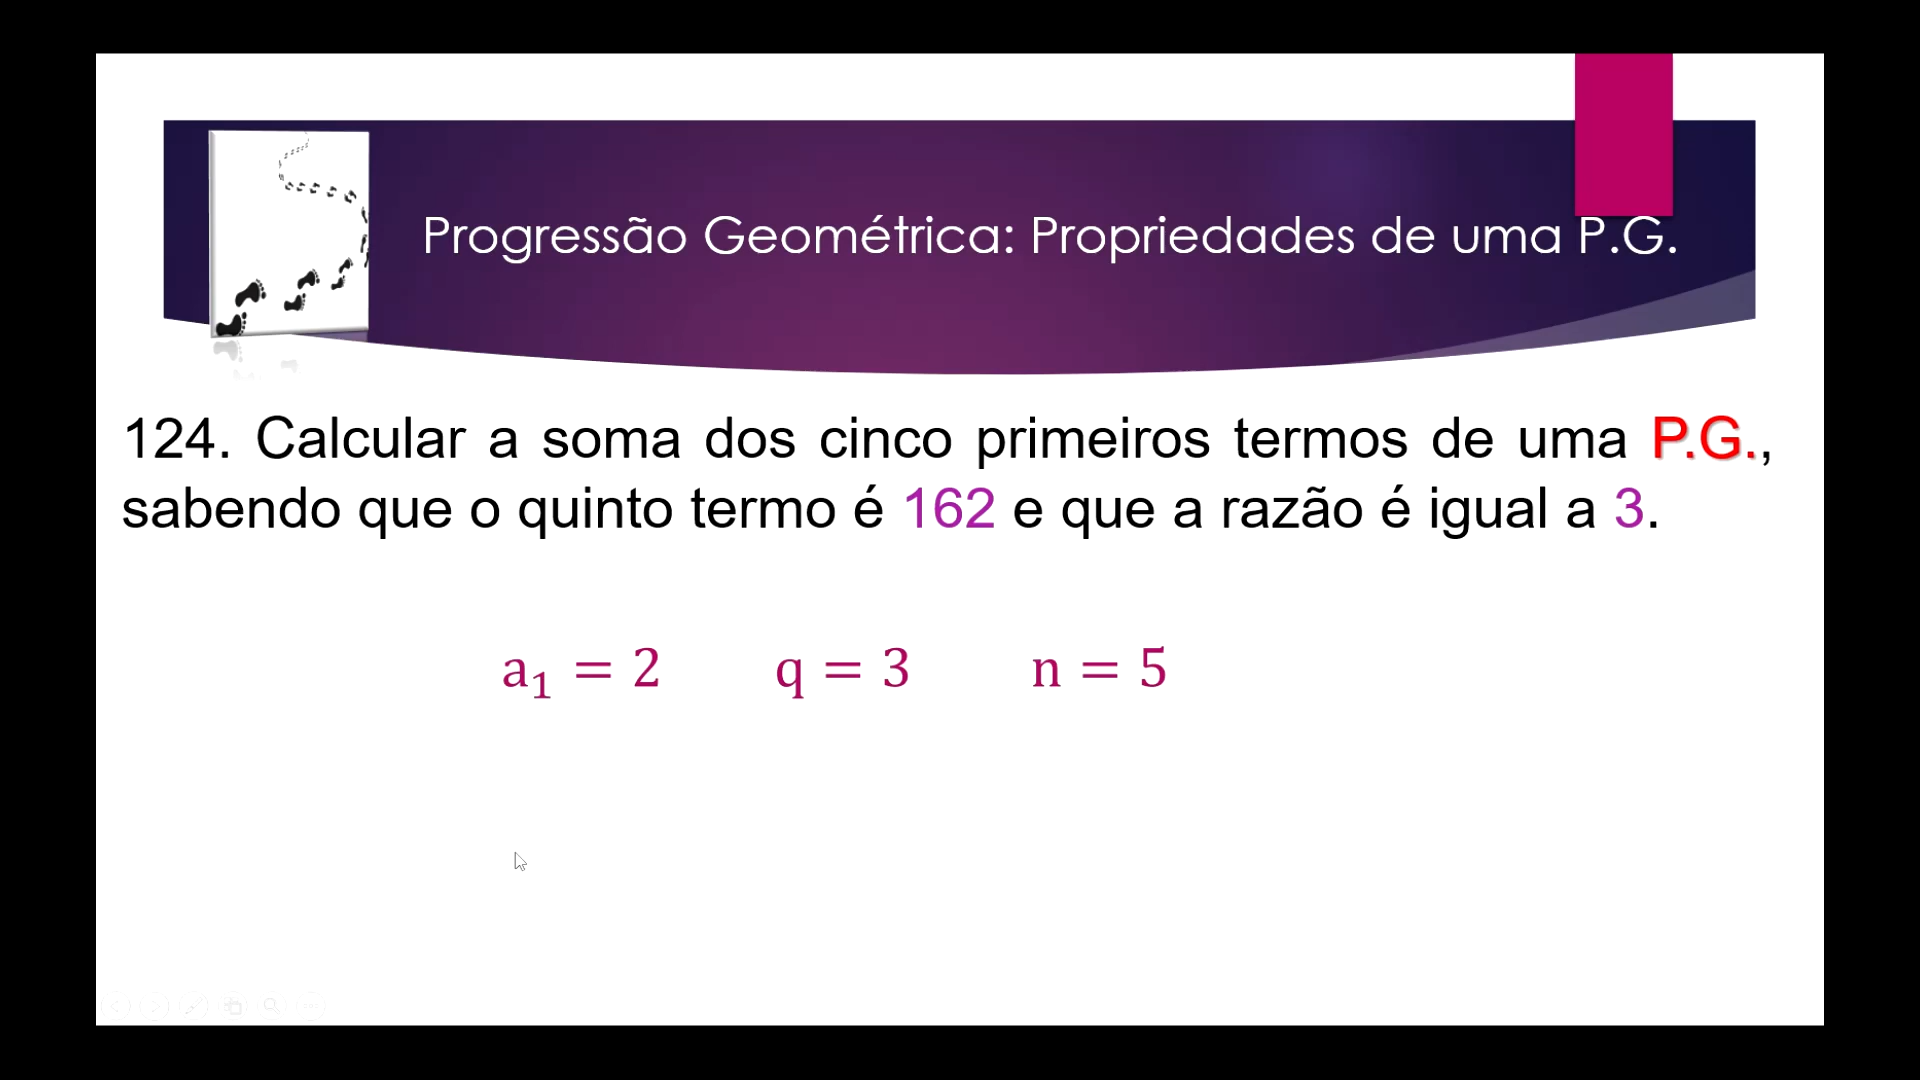 Progressão Geométrica: Propriedades de uma P.G.
124. Calcular a soma dos cinco primeiros termos de uma P.G.,
sabendo que o quinto termo é 162 e que a razão é igual a 3.
a₁ = 2 q = 3 n = 5